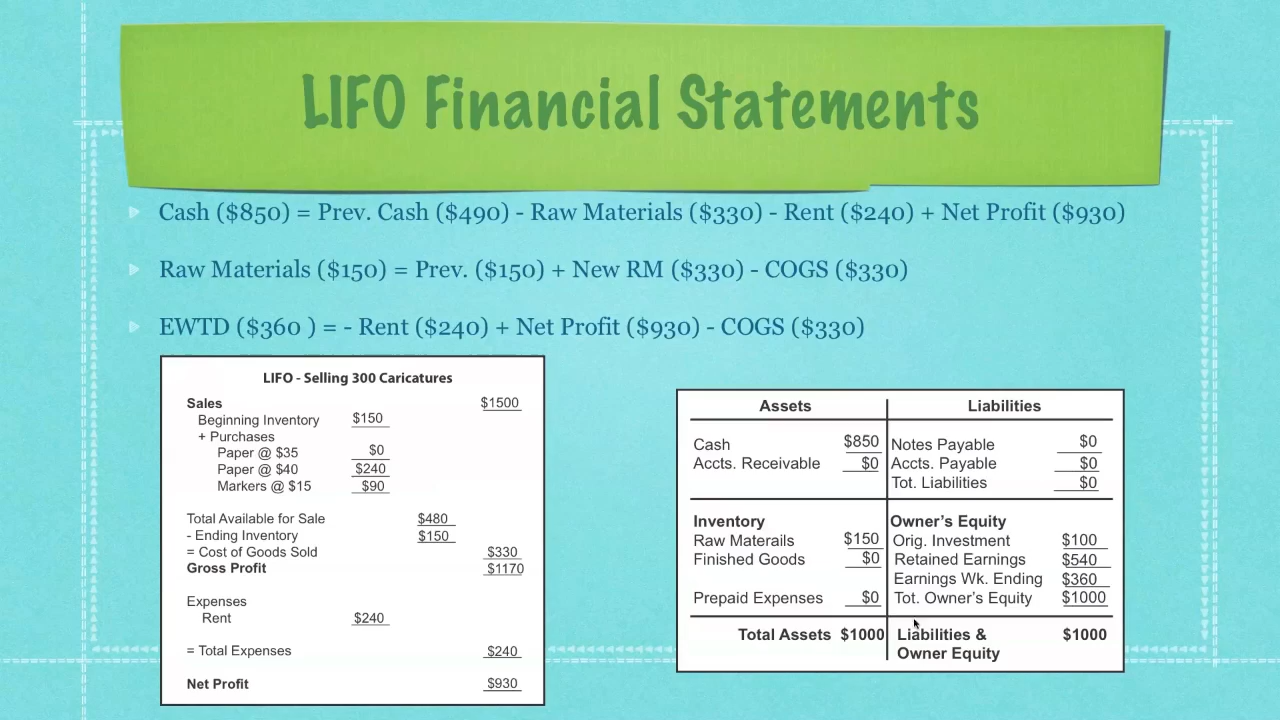 LIFO Financial Statements
Cash ($850) = Prev. Cash ($490) - Raw Materials ($330) - Rent ($240) + Net Profit ($930)
Raw Materials ($150) = Prev. ($150) + New RM ($330) - COGS ($330)
EWTD ($360 ) = - Rent ($240) + Net Profit ($930) - COGS ($330)
LIFO - Selling 300 Caricatures
Sales $1500
Beginning Inventory $150
+ Purchases
Paper @ $35 $0
Paper @ $40 $240
Markers @ $15 $90
Total Available for Sale $480
- Ending Inventory $150
= Cost of Goods Sold $330
Gross Profit $1170
Expenses
Rent $240
= Total Expenses $240
Net Profit $930
Assets Liabilities
Cash $850 Notes Payable $0
Accts. Receivable $0 Accts. Payable $0
Tot. Liabilities $0
Inventory Owner's Equity
Raw Materails $150 Orig. Investment $100
Finished Goods $0 Retained Earnings $540
Earnings Wk. Ending $360
Prepaid Expenses $0 Tot. Owner's Equity $1000
Total Assets $1000 Liabilities & $1000
Owner Equity